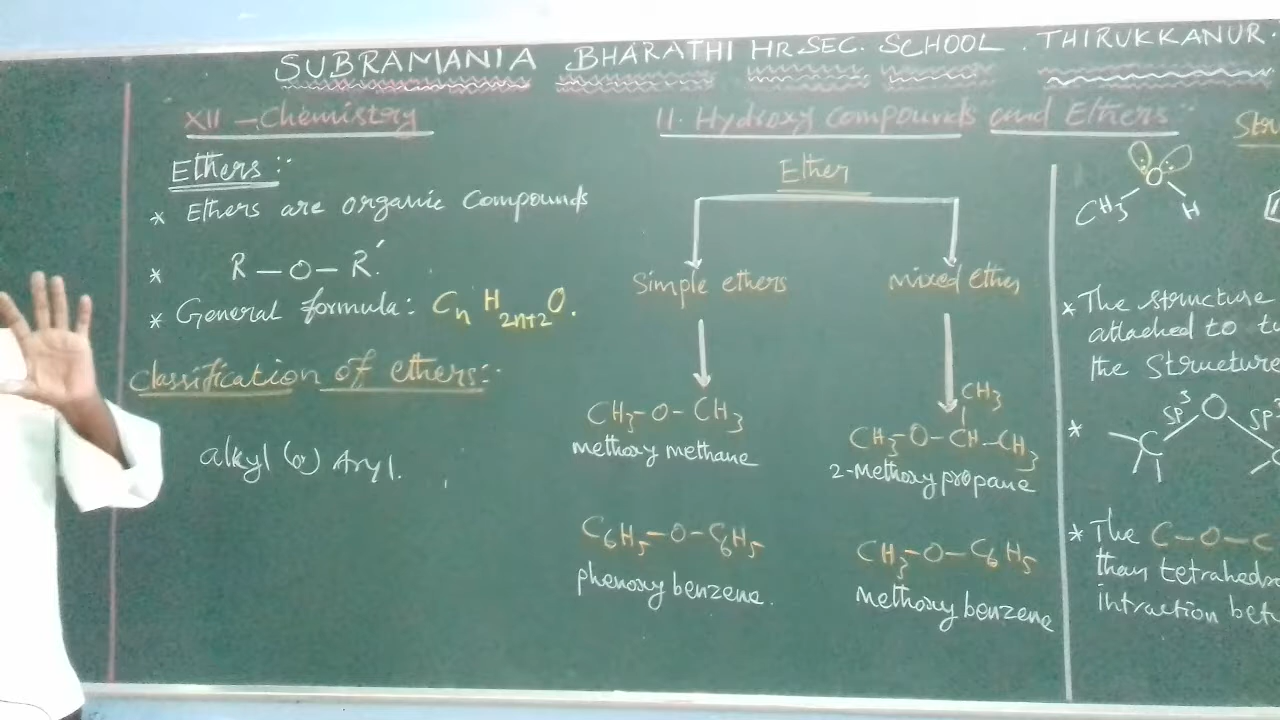 SUBRAMANIA BHARATHI HR.SEC. SCHOOL. THIRUKKANUR.
XII – Chemistry
11. Hydroxy compounds and Ethers :-
Ethers :-
* Ethers are organic compounds
* R – O – R′.
* General formula: CnH2n+2O.
Classification of ethers:-
alkyl (or) Aryl.
Ether
Simple ethers
mixed ether
CH3–O–CH3
methoxy methane
C6H5–O–C6H5
phenoxy benzene.
CH3
CH3–O–CH–CH3
2-Methoxy propane
CH3–O–C6H5
methoxy benzene
O
CH3 H
* The structure
attached to
the structure
* SP3 O SP3
C
* The C–O–C
than
intraction